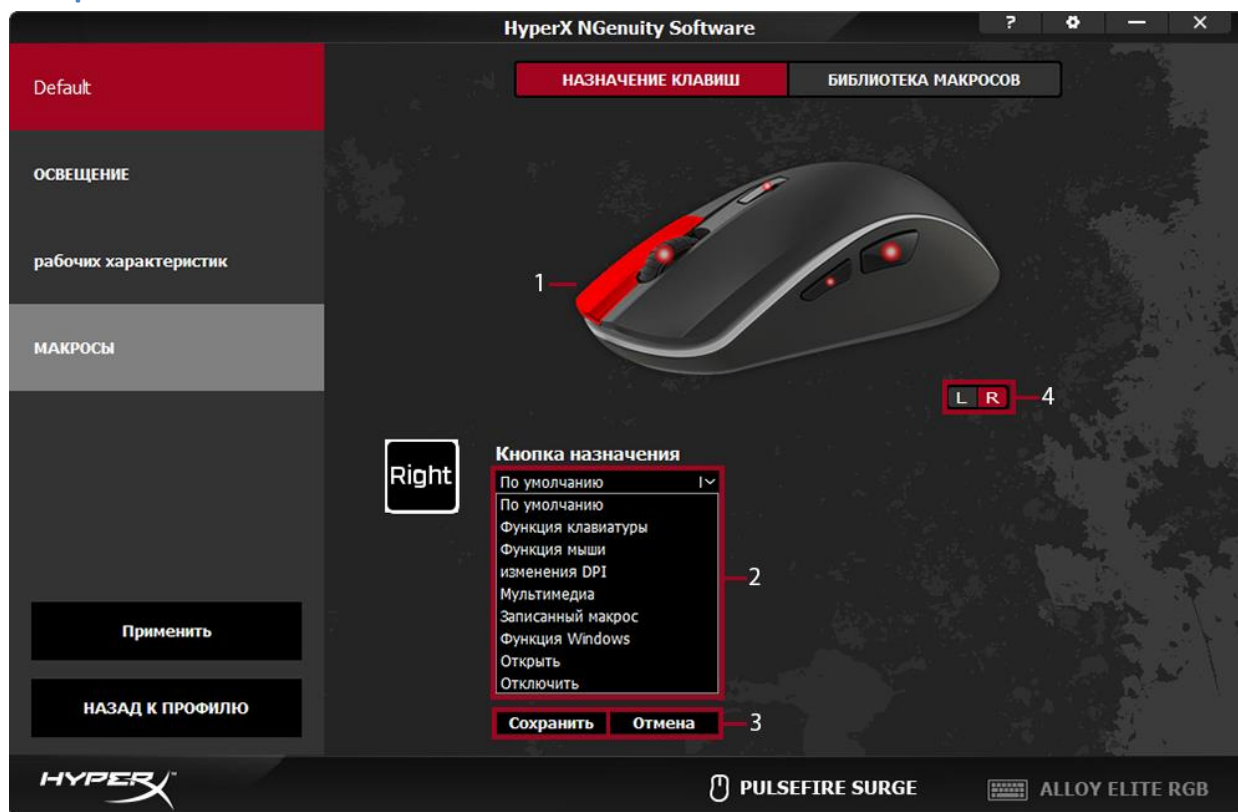 HyperX NGenuity Software
?
Default
НАЗНАЧЕНИЕ КЛАВИШ
БИБЛИОТЕКА МАКРОСОВ
ОСВЕЩЕНИЕ
рабочих характеристик
1
МАКРОСЫ
L R
4
Right
Кнопка назначения
По умолчанию
По умолчанию
Функция клавиатуры
Функция мыши
изменения DPI
2
Мультимедиа
Записанный макрос
Функция Windows
Открыть
Отключить
Применить
НАЗАД К ПРОФИЛЮ
Сохранить
Отмена
3
HYPERX
PULSEFIRE SURGE
ALLOY ELITE RGB